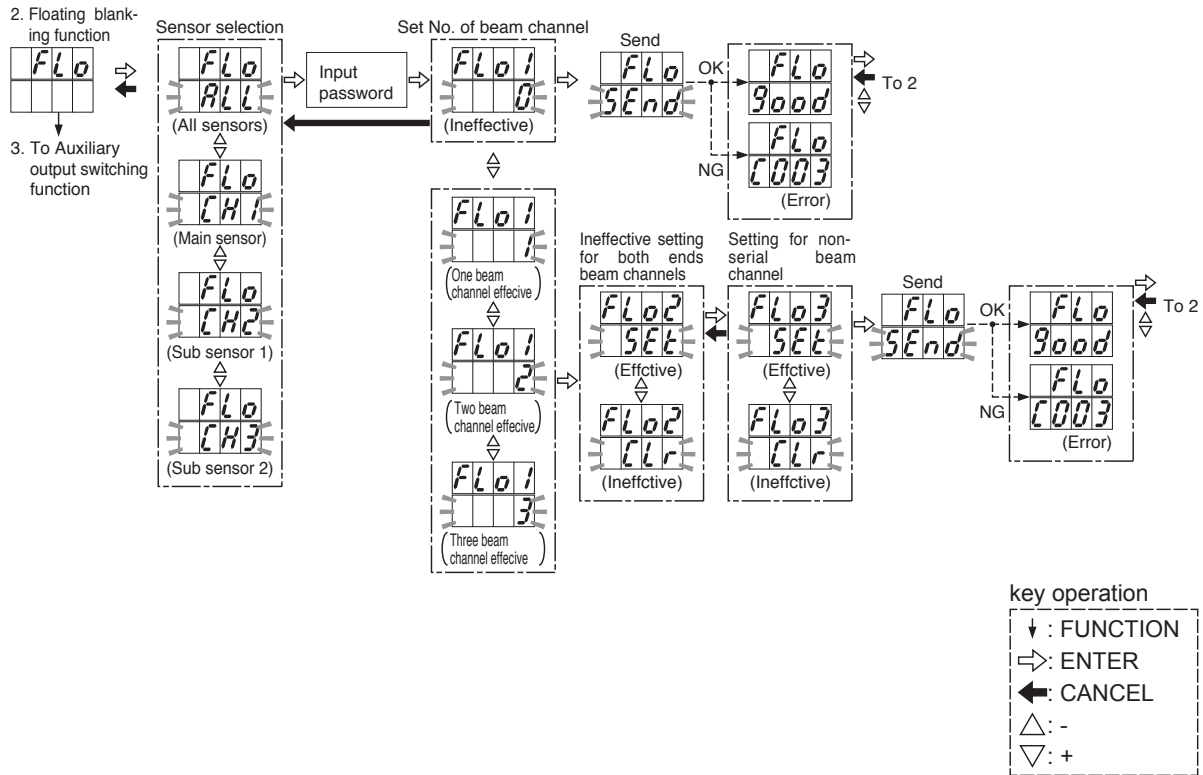 2. Floating blank-
ing function
FLo
3. To Auxiliary
output switching
function
Sensor selection
FLo
ALL
(All sensors)
FLo
CH1
(Main sensor)
FLo
CH2
(Sub sensor 1)
FLo
CH3
(Sub sensor 2)
Input
password
Set No. of beam channel
FLo1
0
(Ineffective)
FLo1
1
(One beam
channel effecive)
FLo1
2
(Two beam
channel effecive)
FLo1
3
(Three beam
channel effecive)
Send
FLo
SEnd
OK
NG
FLo
9ood
FLo
C003
(Error)
To 2
Ineffective setting
for both ends
beam channels
FLo2
SEt
(Effctive)
FLo2
CLr
(Ineffctive)
Setting for non-
serial beam
channel
FLo3
SEt
(Effctive)
FLo3
CLr
(Ineffctive)
Send
FLo
SEnd
OK
NG
FLo
9ood
FLo
C003
(Error)
To 2
key operation
↓ : FUNCTION
⇨: ENTER
⬅: CANCEL
△: -
▽: +